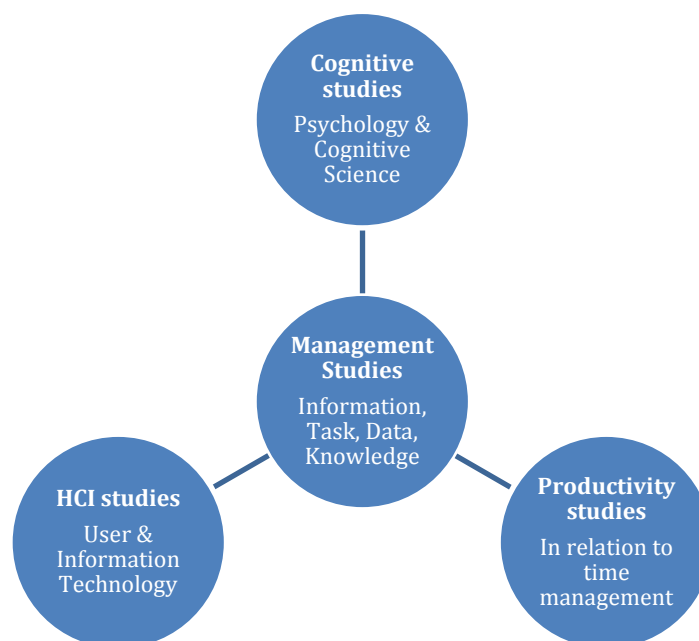 Cognitive
studies
Psychology &
Cognitive
Science
Management
Studies
Information,
Task, Data,
Knowledge
HCI studies
User &
Information
Technology
Productivity
studies
In relation to
time
management